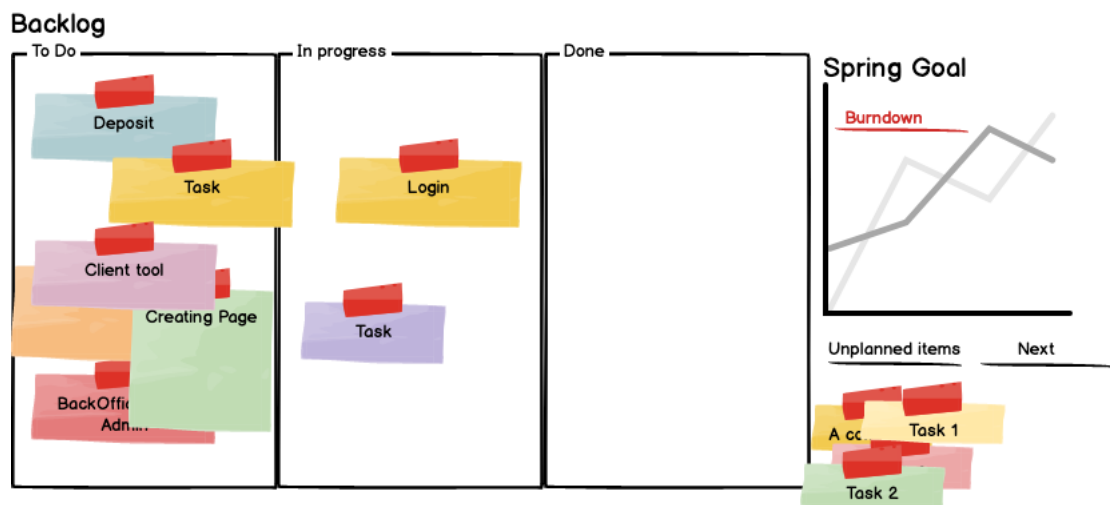 Backlog
To Do
In progress
Done
Spring Goal
Deposit
Burndown
Task
Login
Client tool
Creating Page
Task
Unplanned items
Next
Admin
A
Task 1
Task 2